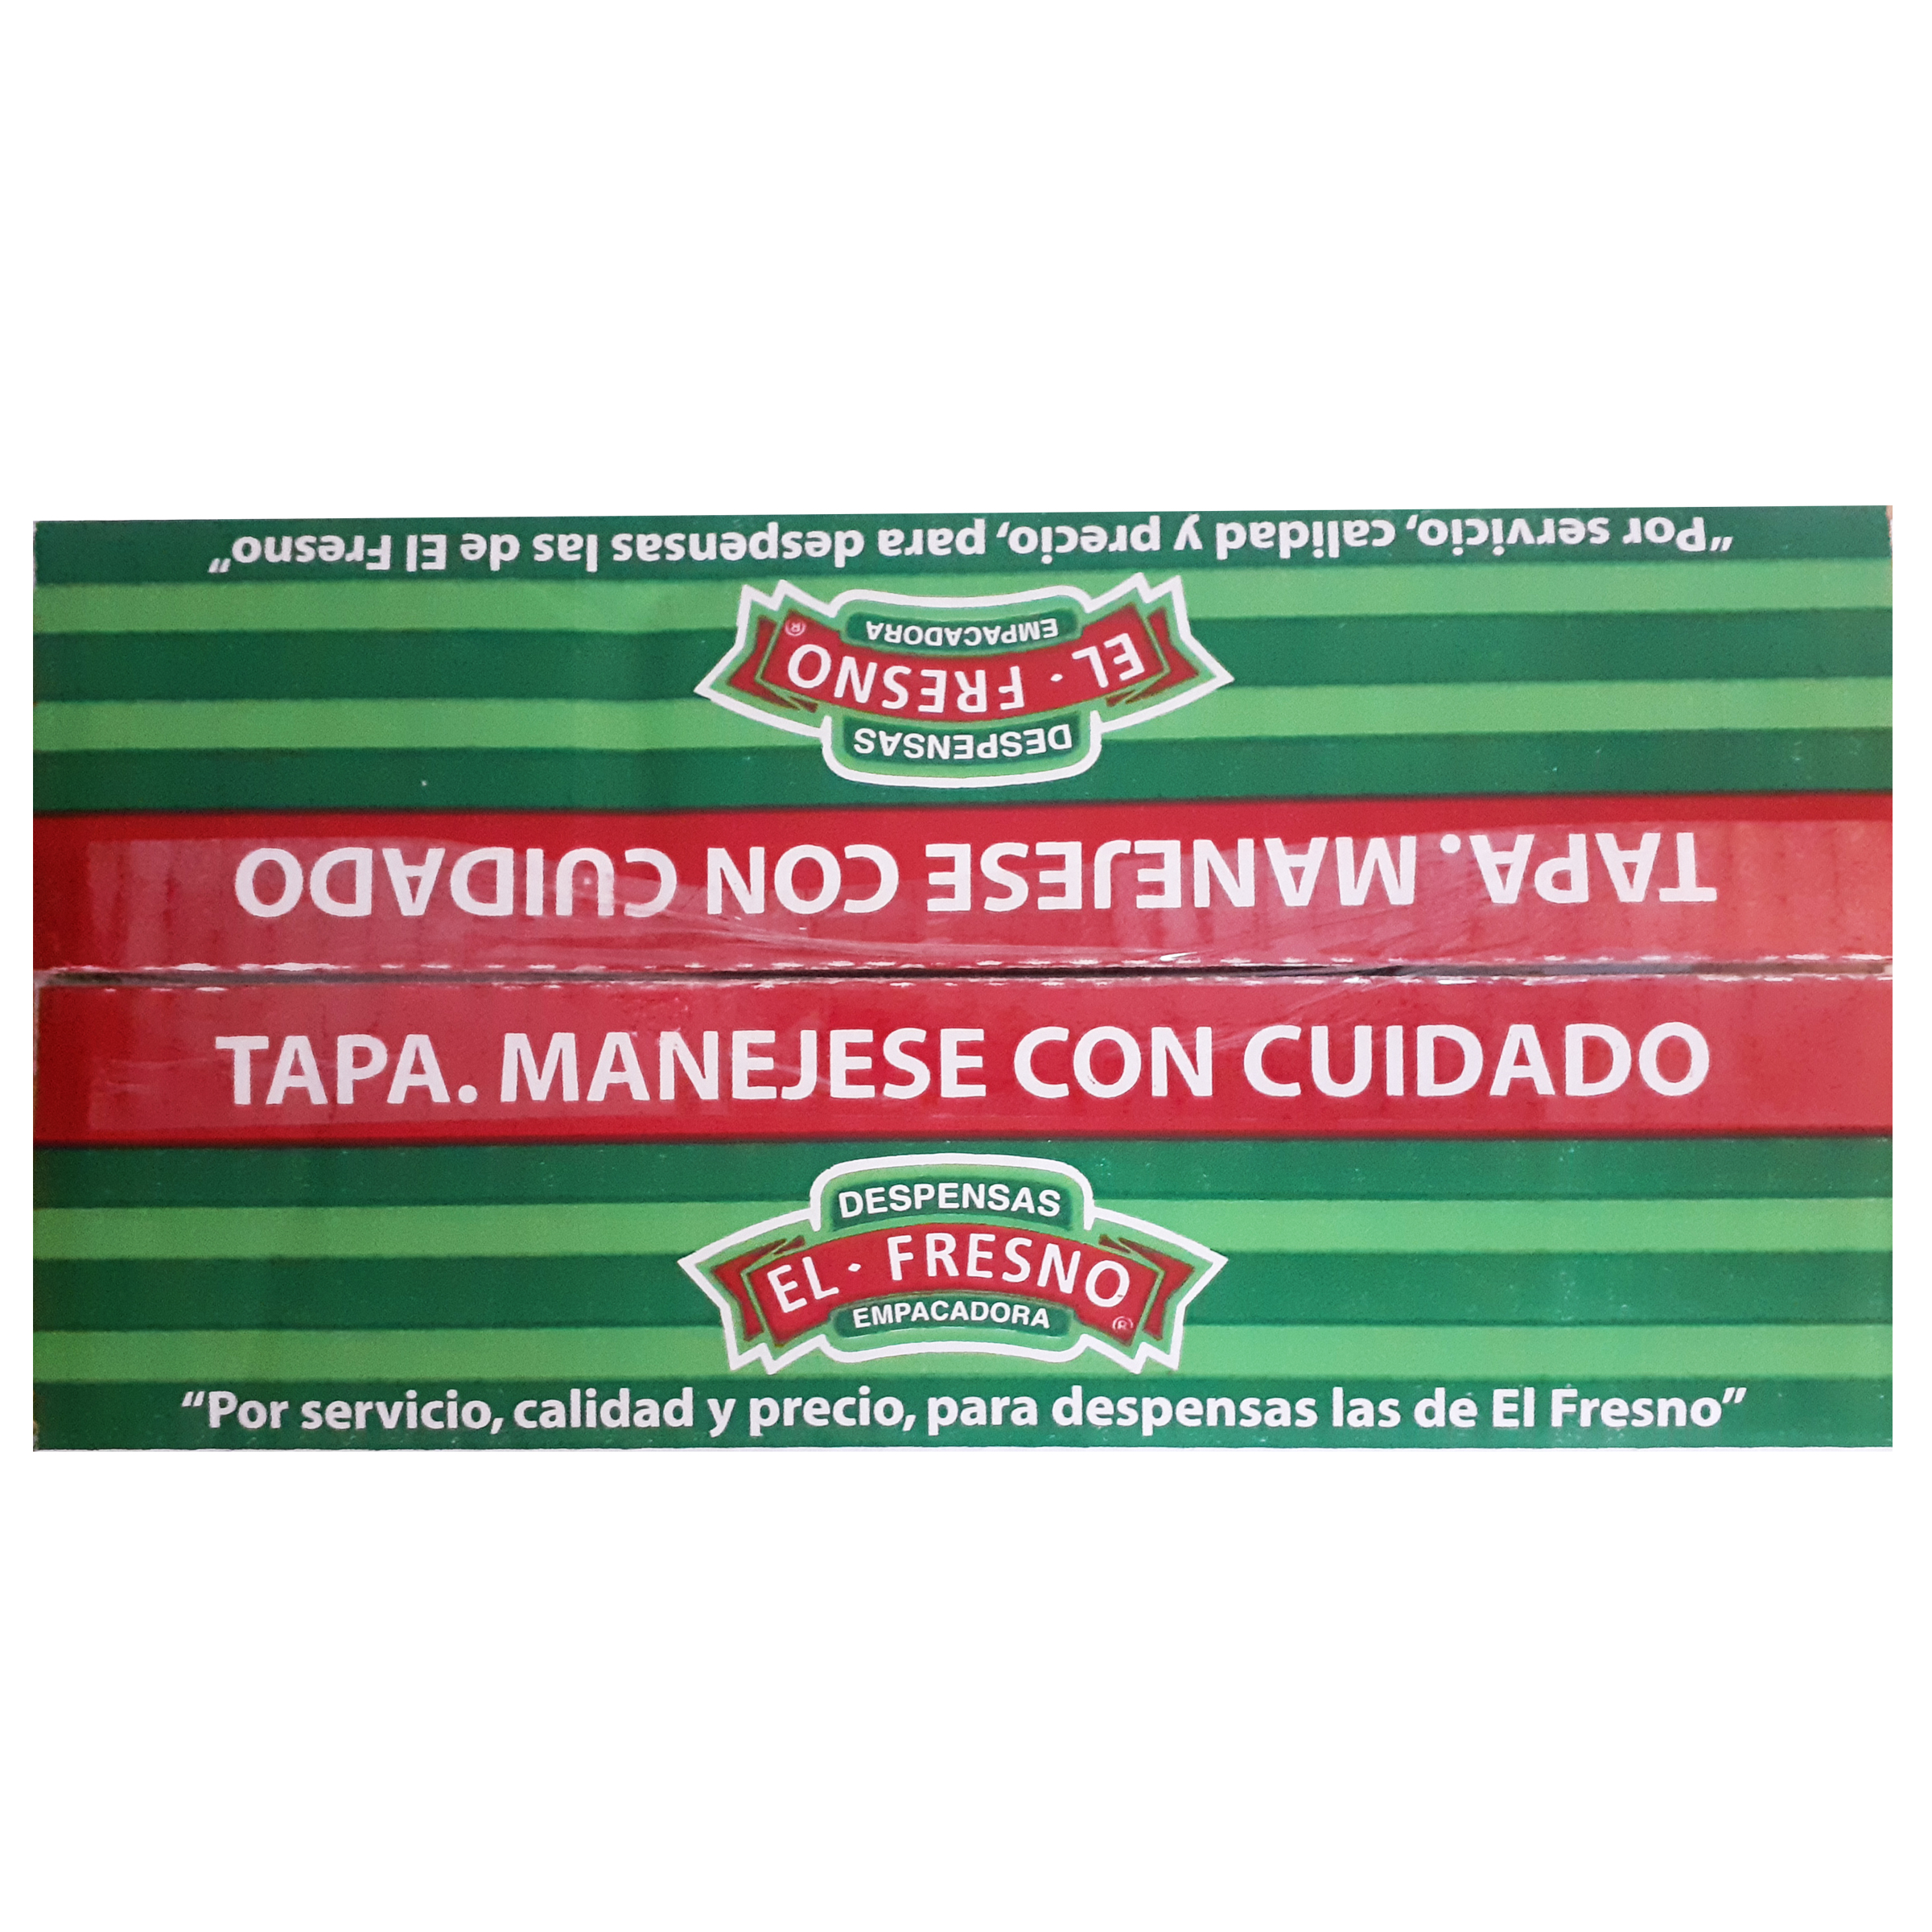 “Por servicio, calidad y precio, para despensas las de El Fresno”
EMPACADORA
EL · FRESNO
®
DESPENSAS
TAPA. MANEJESE CON CUIDADO
TAPA. MANEJESE CON CUIDADO
DESPENSAS
EL · FRESNO
®
EMPACADORA
“Por servicio, calidad y precio, para despensas las de El Fresno”